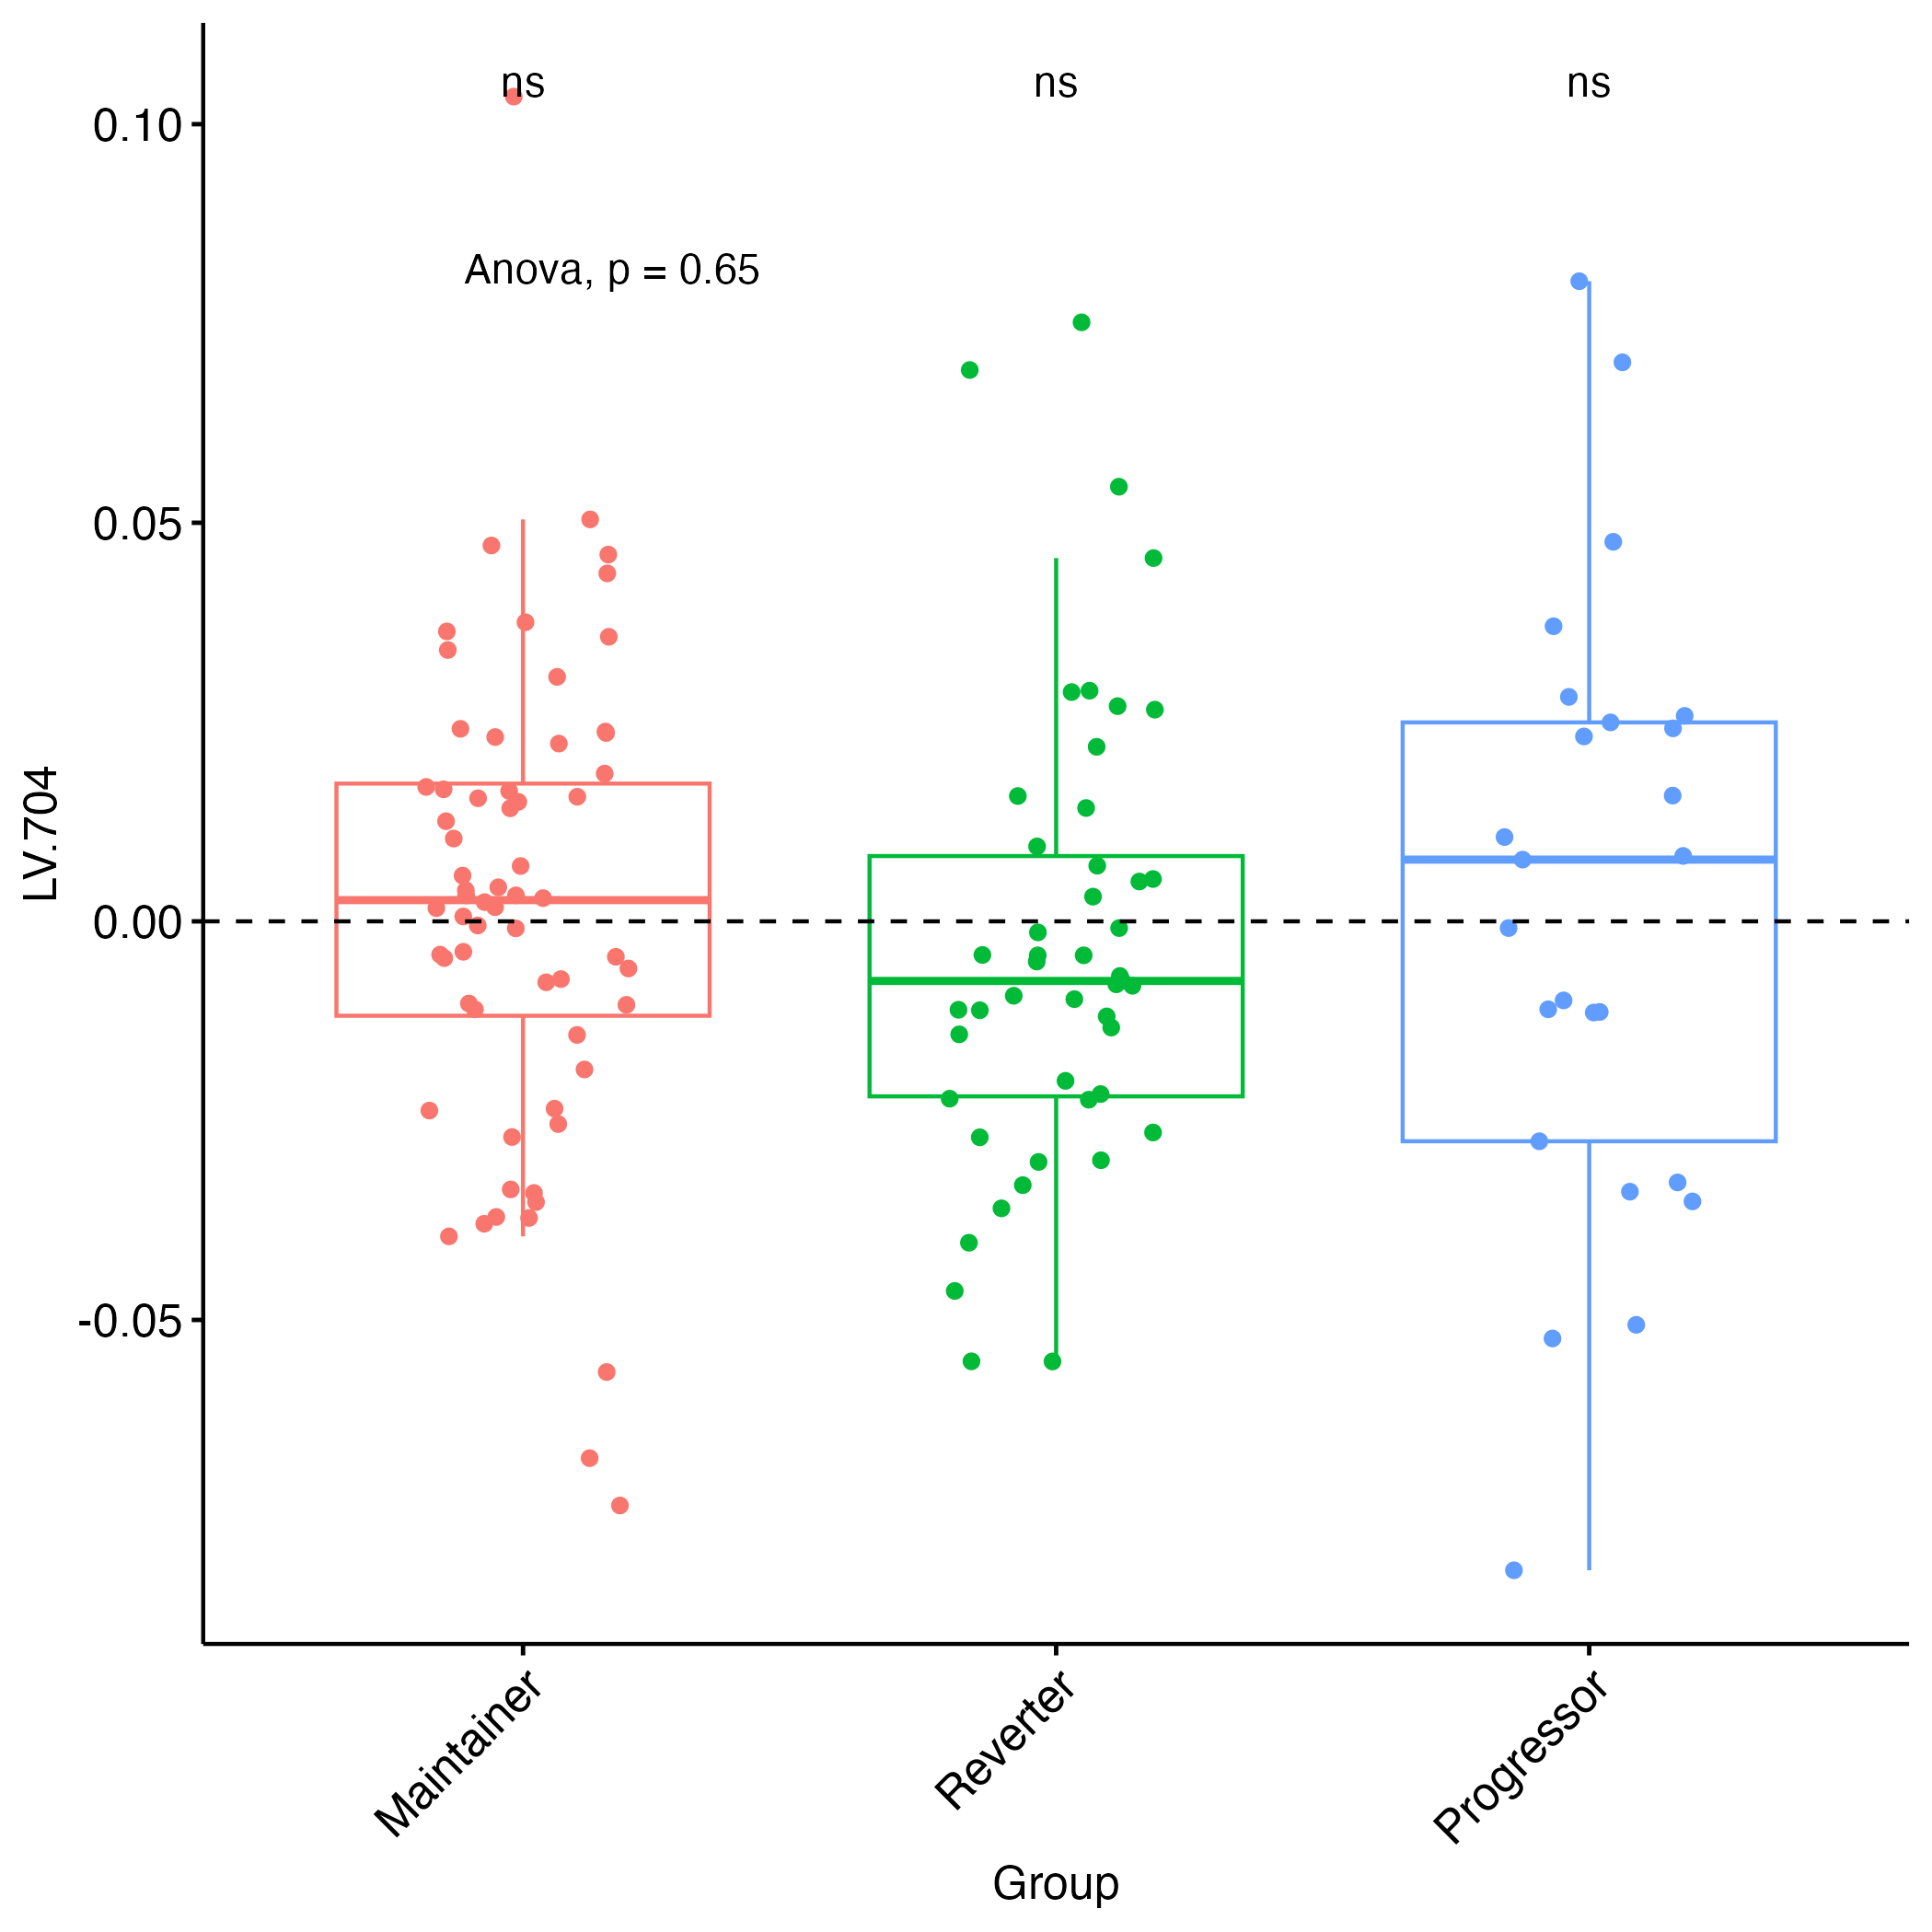 ns ns ns
Anova, p = 0.65
0.10
0.05
0.00
-0.05
LV.704
Maintainer
Reverter
Progressor
Group